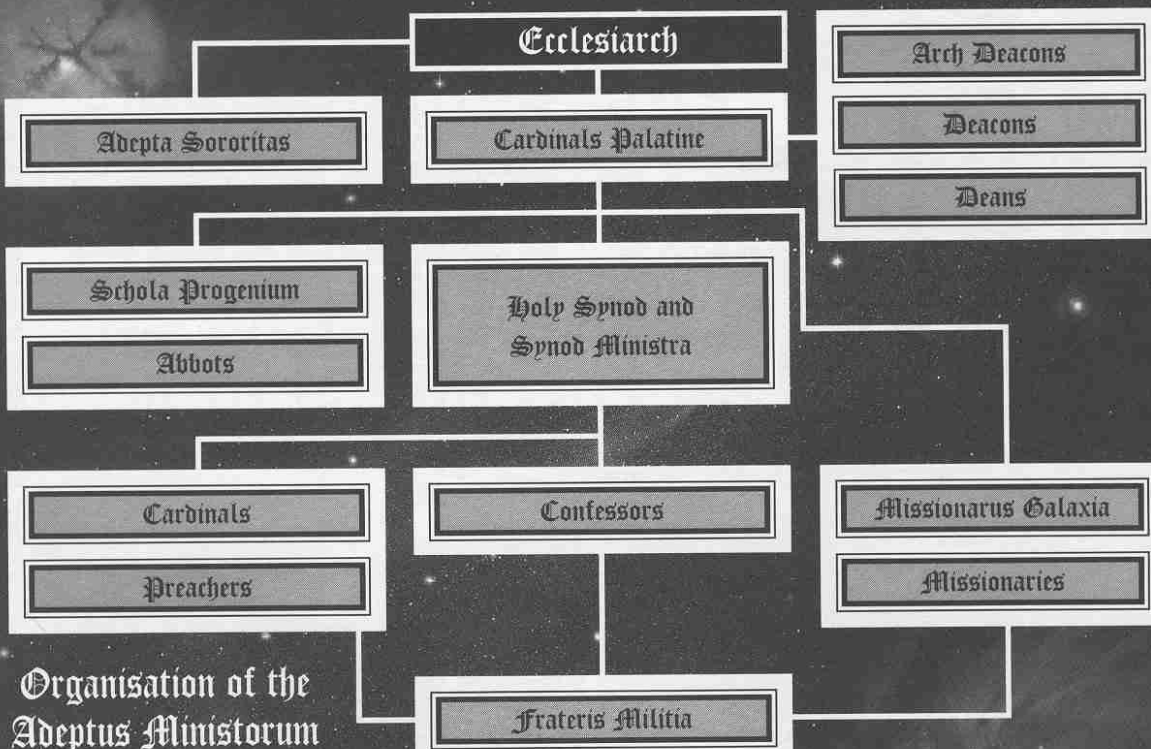 Ecclesiarch
Arch Deacons
Adepta Sororitas
Cardinals Palatine
Deacons
Deans
Schola Progenium
Abbots
Holy Synod and
Synod Ministra
Cardinals
Preachers
Confessors
Missionarus Galaxia
Missionaries
Organisation of the
Adeptus Ministorum
Frateris Militia